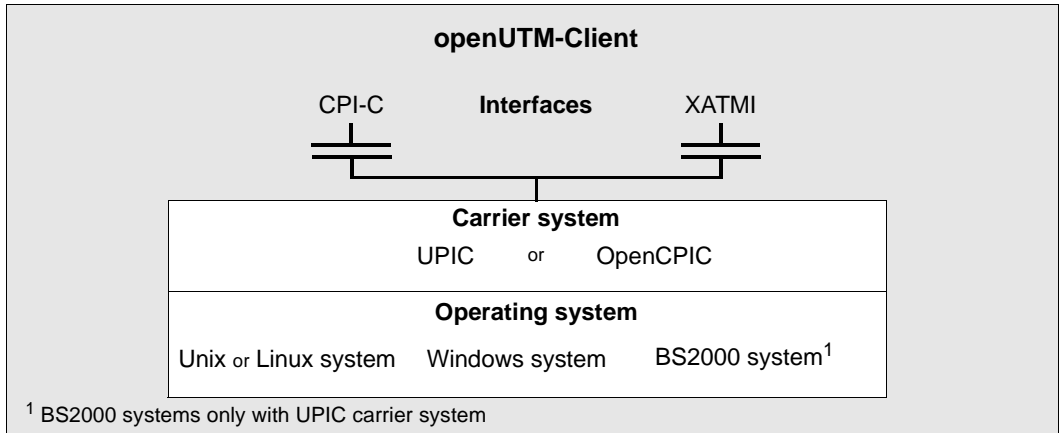 openUTM-Client
CPI-C Interfaces XATMI
Carrier system
UPIC or OpenCPIC
Operating system
Unix or Linux system Windows system BS2000 system1
1 BS2000 systems only with UPIC carrier system